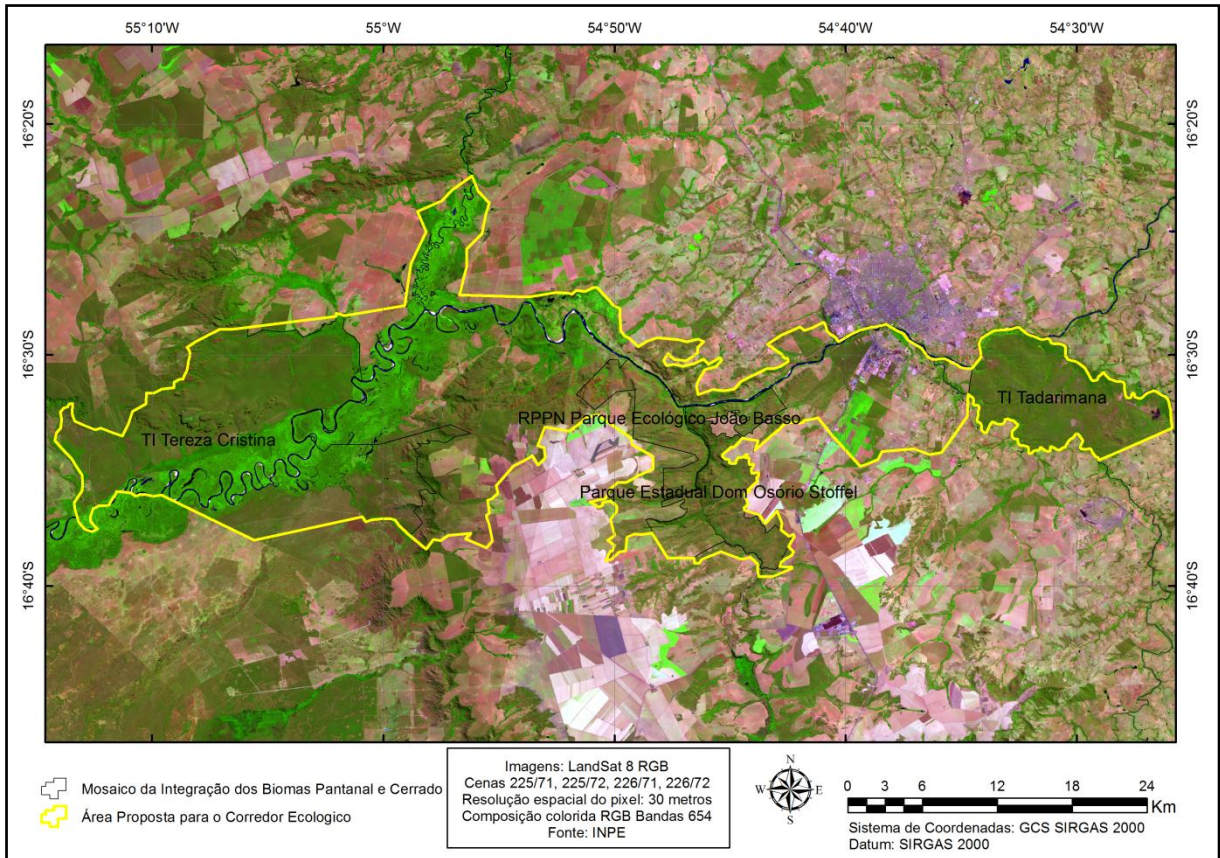 55°10'W
55°W
54°50'W
54°40'W
54°30'W
16°20'S
16°20'S
16°30'S
16°30'S
TI Tadarimana
RPPN Parque Ecológico João Basso
TI Tereza Cristina
Parque Estadual Dom Osório Stoffel
16°40'S
16°40'S
Mosaico da Integração dos Biomas Pantanal e Cerrado
Área Proposta para o Corredor Ecologico
Imagens: LandSat 8 RGB
Cenas 225/71, 225/72, 226/71, 226/72
Resolução espacial do pixel: 30 metros
Composição colorida RGB Bandas 654
Fonte: INPE
N
W
E
S
0 3 6 12 18 24
Km
Sistema de Coordenadas: GCS SIRGAS 2000
Datum: SIRGAS 2000